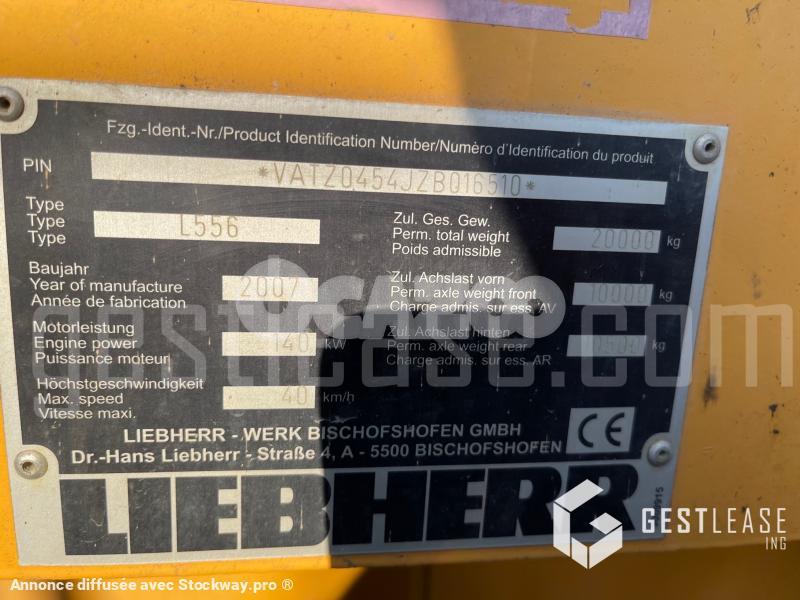 Fzg.-Ident.-Nr./Product Identification Number/Numèro d'Identification du produit
PIN *VATZ0454JZB016510*
Type
Type L556
Type
Zul. Ges. Gew.
Perm. total weight 20000 kg
Poids admissible
Baujahr
Year of manufacture 2007
Année de fabrication
Zul. Achslast vorn
Perm. axle weight front 10000 kg
Charge admis. sur ess. AV
Motorleistung
Engine power 140 kW
Puissance moteur
Zul. Achslast hinten
Perm. axle weight rear kg
Charge admis. sur ess. AR
Höchstgeschwindigkeit
Max. speed 40 km/h
Vitesse maxi.
LIEBHERR - WERK BISCHOFSHOFEN GMBH
Dr.-Hans Liebherr - Straße 4, A - 5500 BISCHOFSHOFEN
CE
LIEBHERR
gestlease.com
GESTLEASE
ING
Annonce diffusée avec Stockway.pro ®